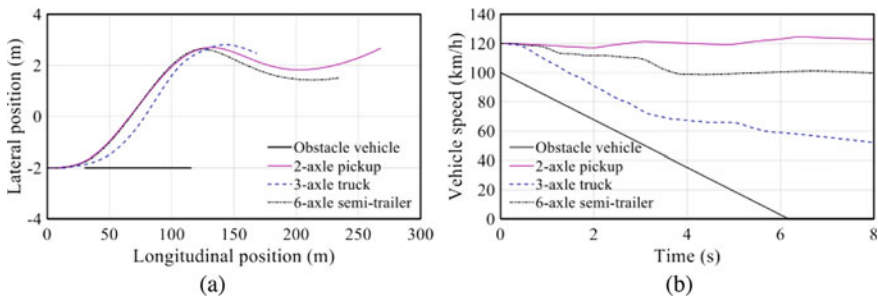 4
2
0
-2
-4
Lateral position (m)
Obstacle vehicle
2-axle pickup
3-axle truck
6-axle semi-trailer
0 50 100 150 200 250 300
Longitudinal position (m)
(a)
140
120
100
80
60
40
20
0
Vehicle speed (km/h)
Obstacle vehicle
2-axle pickup
3-axle truck
6-axle semi-trailer
0 2 4 6 8
Time (s)
(b)